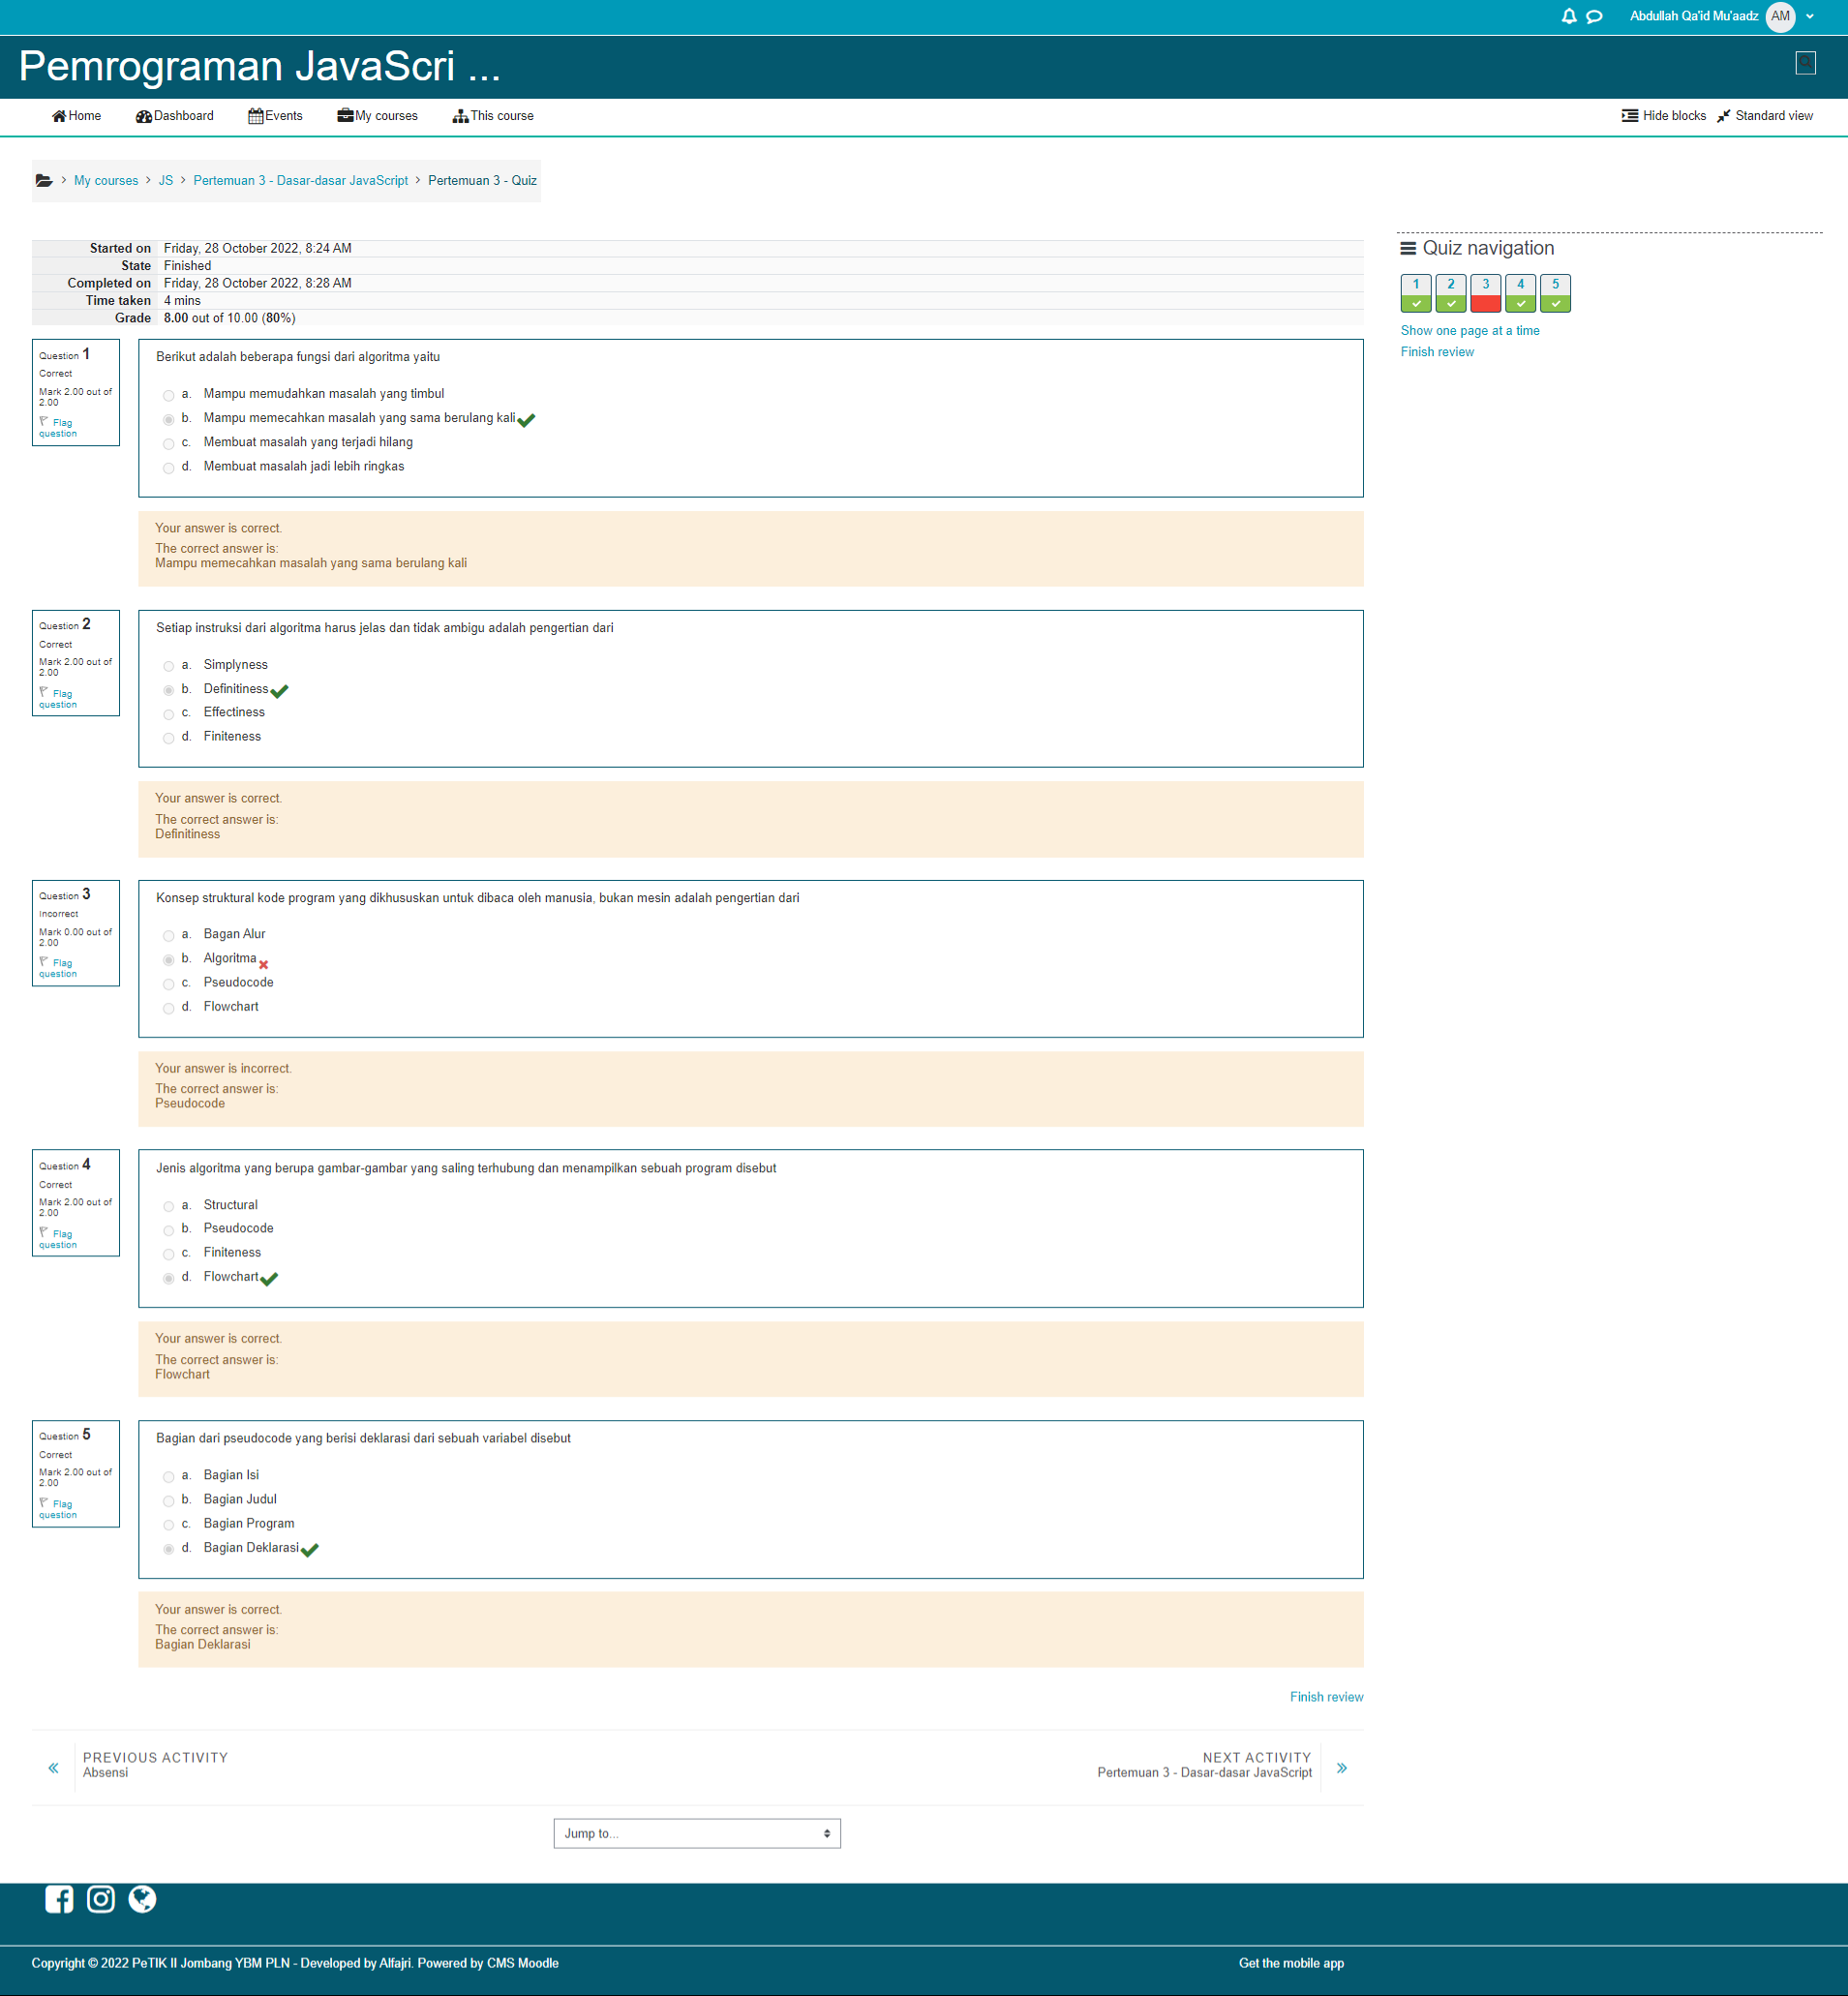 Abdullah Qa'id Mu'aadz AM
Pemrograman JavaScri ...
Home Dashboard Events My courses This course Hide blocks Standard view
My courses JS Pertemuan 3 - Dasar-dasar JavaScript Pertemuan 3 - Quiz
Started on Friday, 28 October 2022, 8:24 AM
State Finished
Completed on Friday, 28 October 2022, 8:28 AM
Time taken 4 mins
Grade 8.00 out of 10.00 (80%)
Quiz navigation
1 2 3 4 5
Show one page at a time
Finish review
Question 1
Correct
Mark 2.00 out of
2.00
Flag
question
Berikut adalah beberapa fungsi dari algoritma yaitu
a. Mampu memudahkan masalah yang timbul
b. Mampu memecahkan masalah yang sama berulang kali
c. Membuat masalah yang terjadi hilang
d. Membuat masalah jadi lebih ringkas
Your answer is correct.
The correct answer is:
Mampu memecahkan masalah yang sama berulang kali
Question 2
Correct
Mark 2.00 out of
2.00
Flag
question
Setiap instruksi dari algoritma harus jelas dan tidak ambigu adalah pengertian dari
a. Simplyness
b. Definitiness
c. Effectiness
d. Finiteness
Your answer is correct.
The correct answer is:
Definitiness
Question 3
Incorrect
Mark 0.00 out of
2.00
Flag
question
Konsep struktural kode program yang dikhususkan untuk dibaca oleh manusia, bukan mesin adalah pengertian dari
a. Bagan Alur
b. Algoritma
c. Pseudocode
d. Flowchart
Your answer is incorrect.
The correct answer is:
Pseudocode
Question 4
Correct
Mark 2.00 out of
2.00
Flag
question
Jenis algoritma yang berupa gambar-gambar yang saling terhubung dan menampilkan sebuah program disebut
a. Structural
b. Pseudocode
c. Finiteness
d. Flowchart
Your answer is correct.
The correct answer is:
Flowchart
Question 5
Correct
Mark 2.00 out of
2.00
Flag
question
Bagian dari pseudocode yang berisi deklarasi dari sebuah variabel disebut
a. Bagian Isi
b. Bagian Judul
c. Bagian Program
d. Bagian Deklarasi
Your answer is correct.
The correct answer is:
Bagian Deklarasi
Finish review
PREVIOUS ACTIVITY
Absensi
NEXT ACTIVITY
Pertemuan 3 - Dasar-dasar JavaScript
Jump to...
Copyright © 2022 PeTIK II Jombang YBM PLN - Developed by Alfajri. Powered by CMS Moodle
Get the mobile app